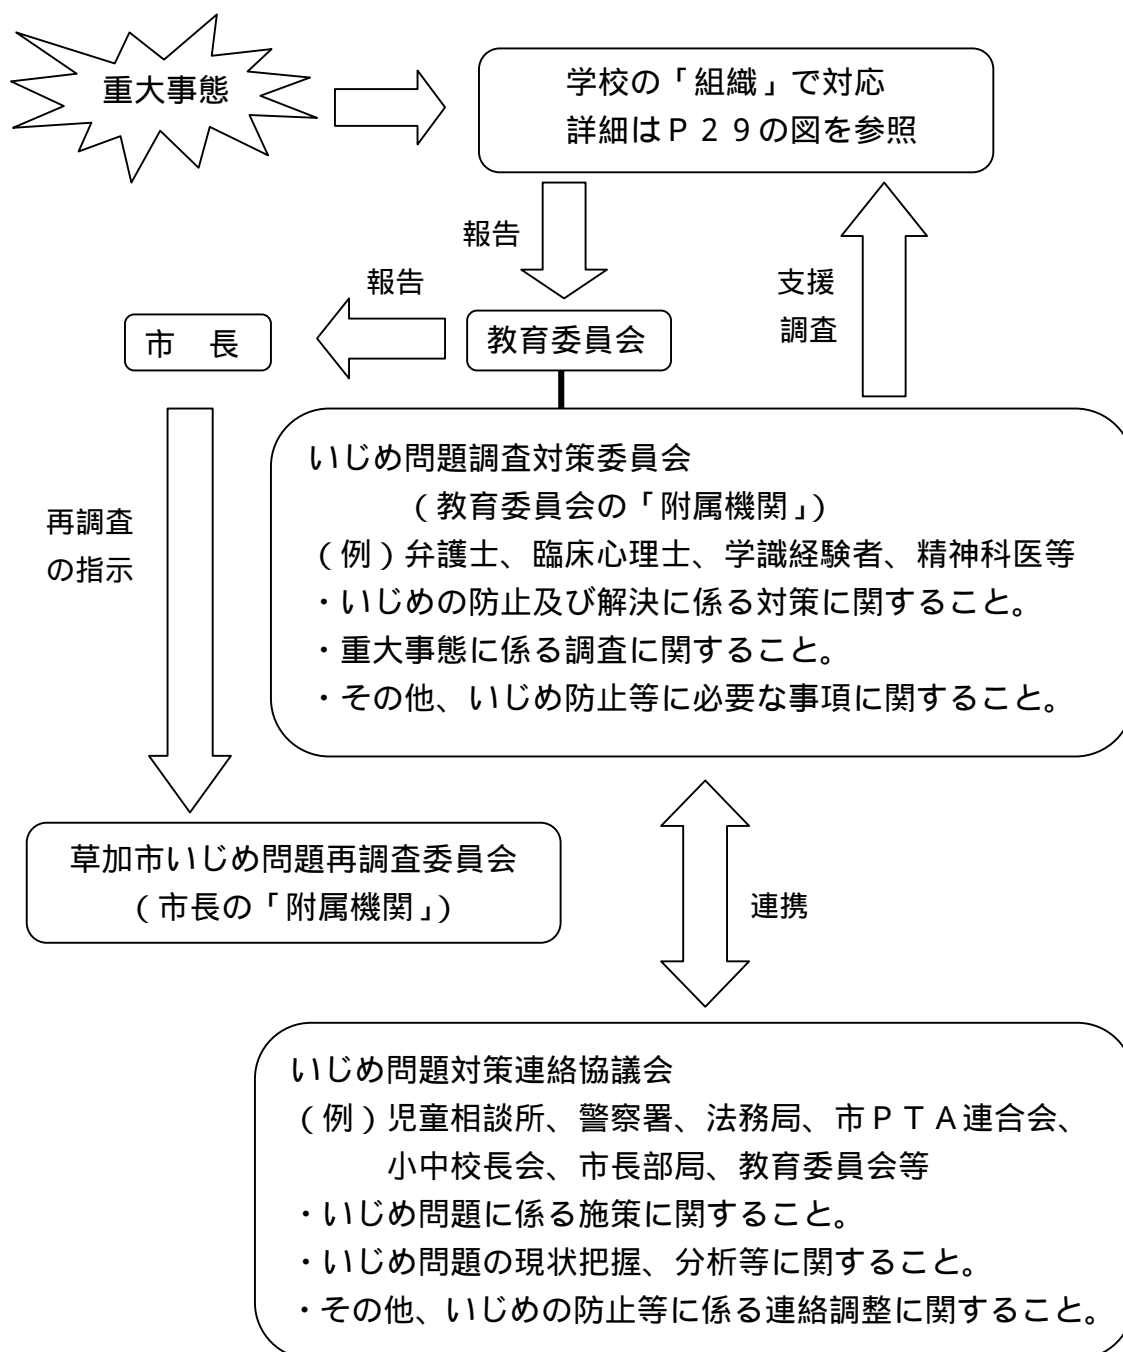 重大事態
学校の「組織」で対応
詳細はＰ２９の図を参照
報告
報告
支援
調査
市　長
教育委員会
再調査
の指示
いじめ問題調査対策委員会
（教育委員会の「附属機関」）
（例）弁護士、臨床心理士、学識経験者、精神科医等
・いじめの防止及び解決に係る対策に関すること。
・重大事態に係る調査に関すること。
・その他、いじめ防止等に必要な事項に関すること。
草加市いじめ問題再調査委員会
（市長の「附属機関」）
連携
いじめ問題対策連絡協議会
（例）児童相談所、警察署、法務局、市ＰＴＡ連合会、
小中校長会、市長部局、教育委員会等
・いじめ問題に係る施策に関すること。
・いじめ問題の現状把握、分析等に関すること。
・その他、いじめの防止等に係る連絡調整に関すること。